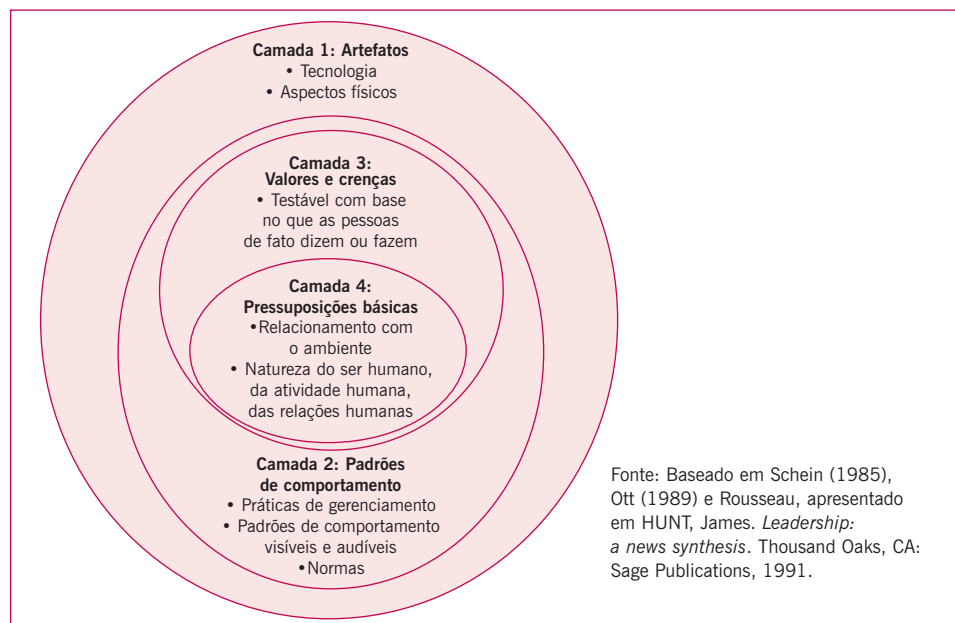 Camada 1: Artefatos
• Tecnologia
• Aspectos físicos
Camada 3:
Valores e crenças
• Testável com base
no que as pessoas
de fato dizem ou fazem
Camada 4:
Pressuposições básicas
•Relacionamento com
o ambiente
• Natureza do ser humano,
da atividade humana,
das relações humanas
Camada 2: Padrões
de comportamento
• Práticas de gerenciamento
• Padrões de comportamento
visíveis e audíveis
•Normas
Fonte: Baseado em Schein (1985),
Ott (1989) e Rousseau, apresentado
em HUNT, James. Leadership:
a news synthesis. Thousand Oaks, CA:
Sage Publications, 1991.